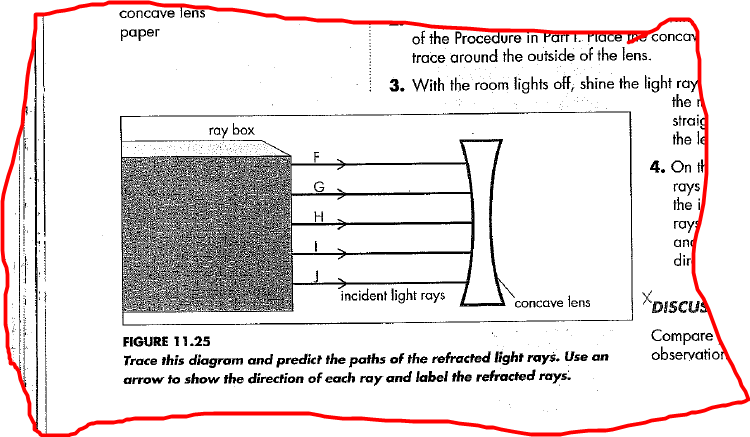 concave lens
paper
of the Procedure in Part I. Place the concav
trace around the outside of the lens.
3. With the room lights off, shine the light ray
the
straig
the le
4. On th
rays
the i
rays
and
dir
ray box
F
G
H
I
J
incident light rays
concave lens
DISCUS
Compare
observation
FIGURE 11.25
Trace this diagram and predict the paths of the refracted light rays. Use an
arrow to show the direction of each ray and label the refracted rays.